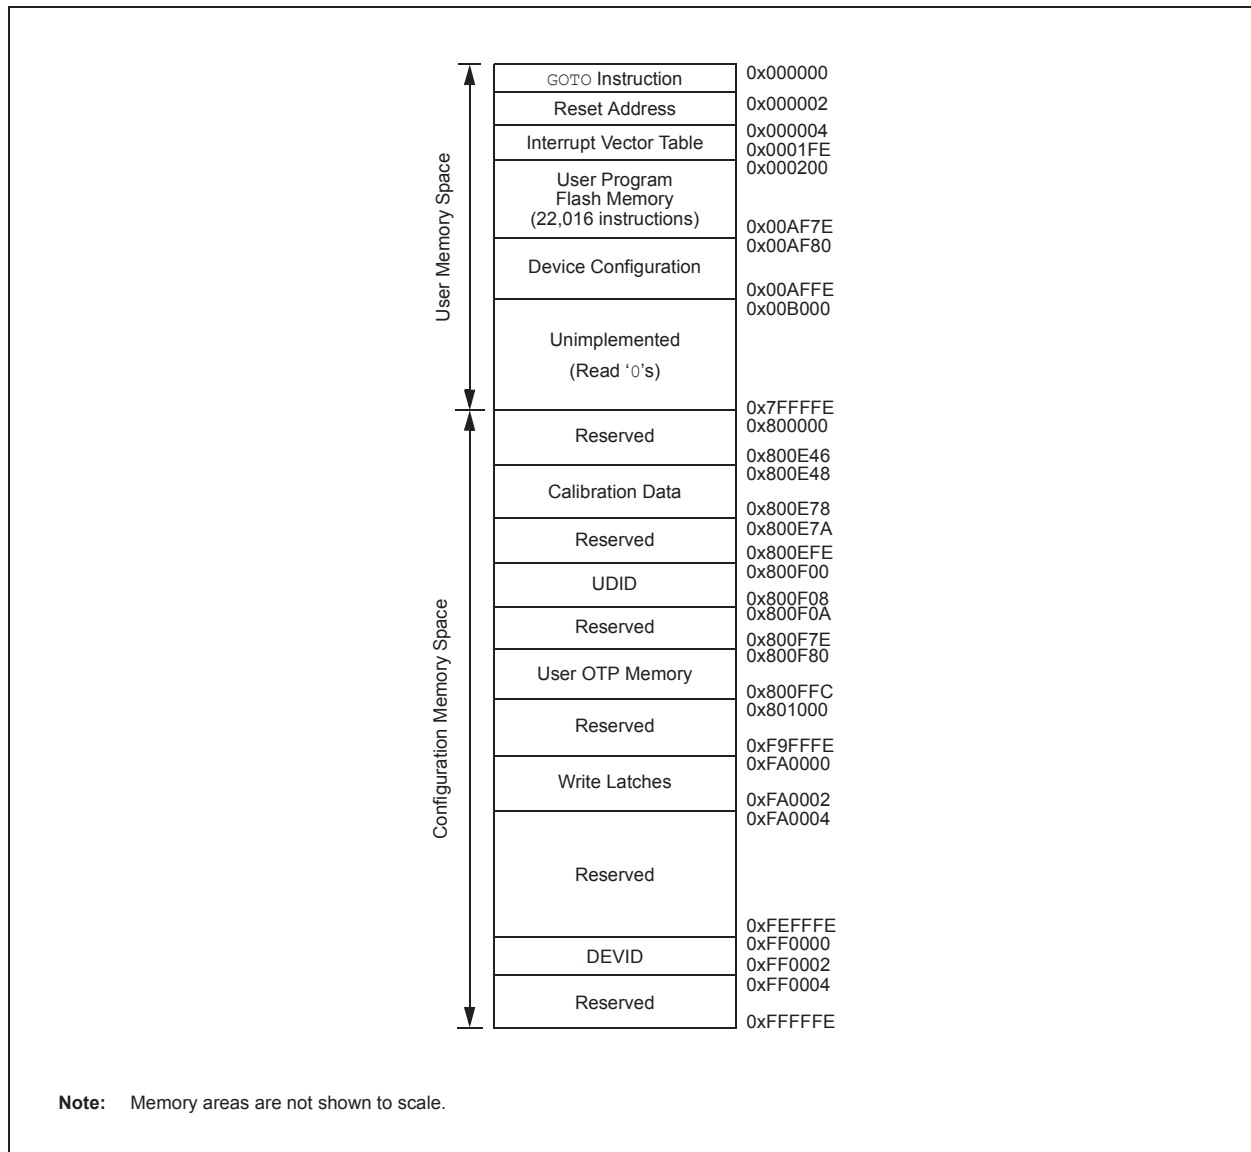 GOTO Instruction
0x000000
Reset Address
0x000002
Interrupt Vector Table
0x000004
0x0001FE
User Program
Flash Memory
(22,016 instructions)
0x000200
0x00AF7E
Device Configuration
0x00AF80
0x00AFFE
Unimplemented
(Read ‘0’s)
0x00B000
0x7FFFFE
User Memory Space
Reserved
0x800000
0x800E46
Calibration Data
0x800E48
0x800E78
Reserved
0x800E7A
0x800EFE
UDID
0x800F00
0x800F08
Reserved
0x800F0A
0x800F7E
User OTP Memory
0x800F80
0x800FFC
Reserved
0x801000
0xF9FFFE
Write Latches
0xFA0000
0xFA0002
Reserved
0xFA0004
0xFEFFFE
DEVID
0xFF0000
0xFF0002
Reserved
0xFF0004
0xFFFFFE
Configuration Memory Space
Note: Memory areas are not shown to scale.